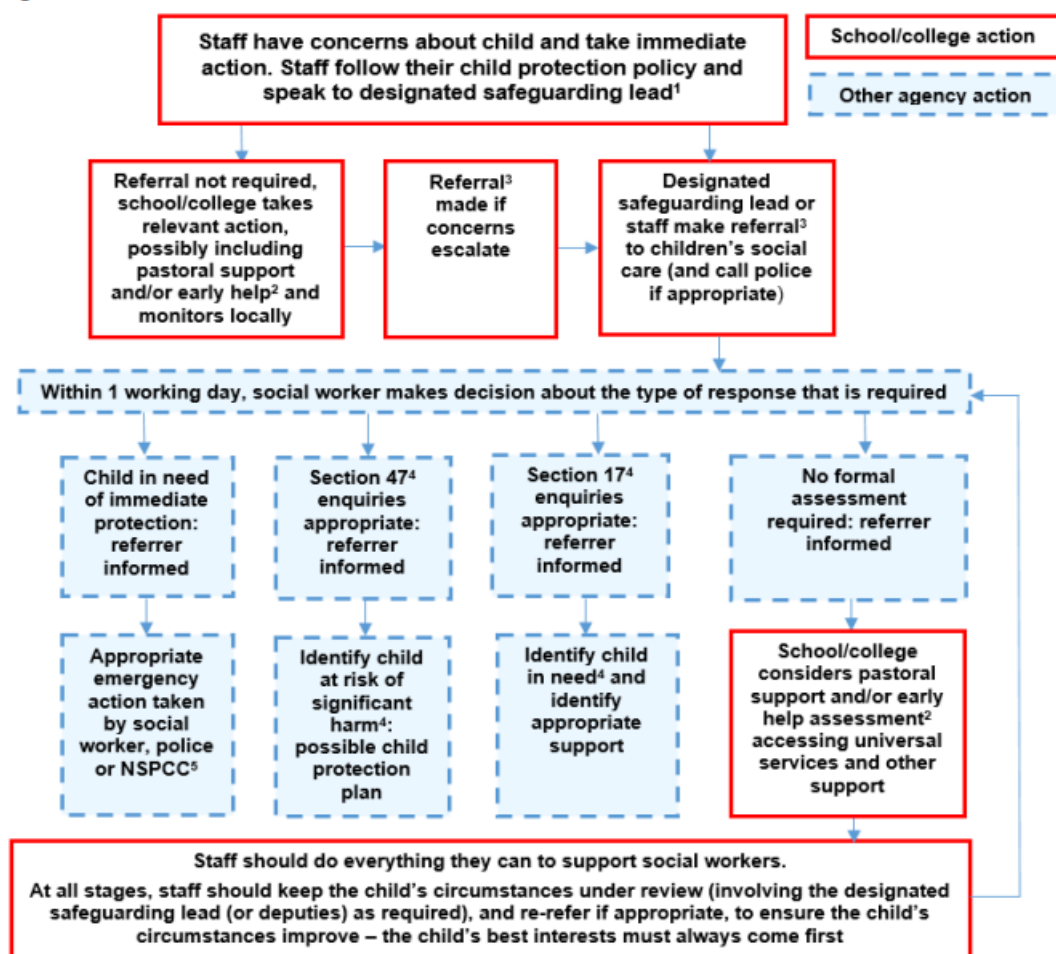 Staff have concerns about child and take immediate
action. Staff follow their child protection policy and
speak to designated safeguarding lead¹
School/college action
Other agency action
Referral not required,
school/college takes
relevant action,
possibly including
pastoral support
and/or early help² and
monitors locally
Referral³
made if
concerns
escalate
Designated
safeguarding lead or
staff make referral³
to children's social
care (and call police
if appropriate)
Within 1 working day, social worker makes decision about the type of response that is required
Child in need
of immediate
protection:
referrer
informed
Section 47⁴
enquiries
appropriate:
referrer
informed
Section 17⁴
enquiries
appropriate:
referrer
informed
No formal
assessment
required: referrer
informed
Appropriate
emergency
action taken
by social
worker, police
or NSPCC⁵
Identify child
at risk of
significant
harm⁴:
possible child
protection
plan
Identify child
in need⁴ and
identify
appropriate
support
School/college
considers pastoral
support and/or early
help assessment²
accessing universal
services and other
support
Staff should do everything they can to support social workers.
At all stages, staff should keep the child's circumstances under review (involving the designated
safeguarding lead (or deputies) as required), and re-refer if appropriate, to ensure the child's
circumstances improve – the child's best interests must always come first